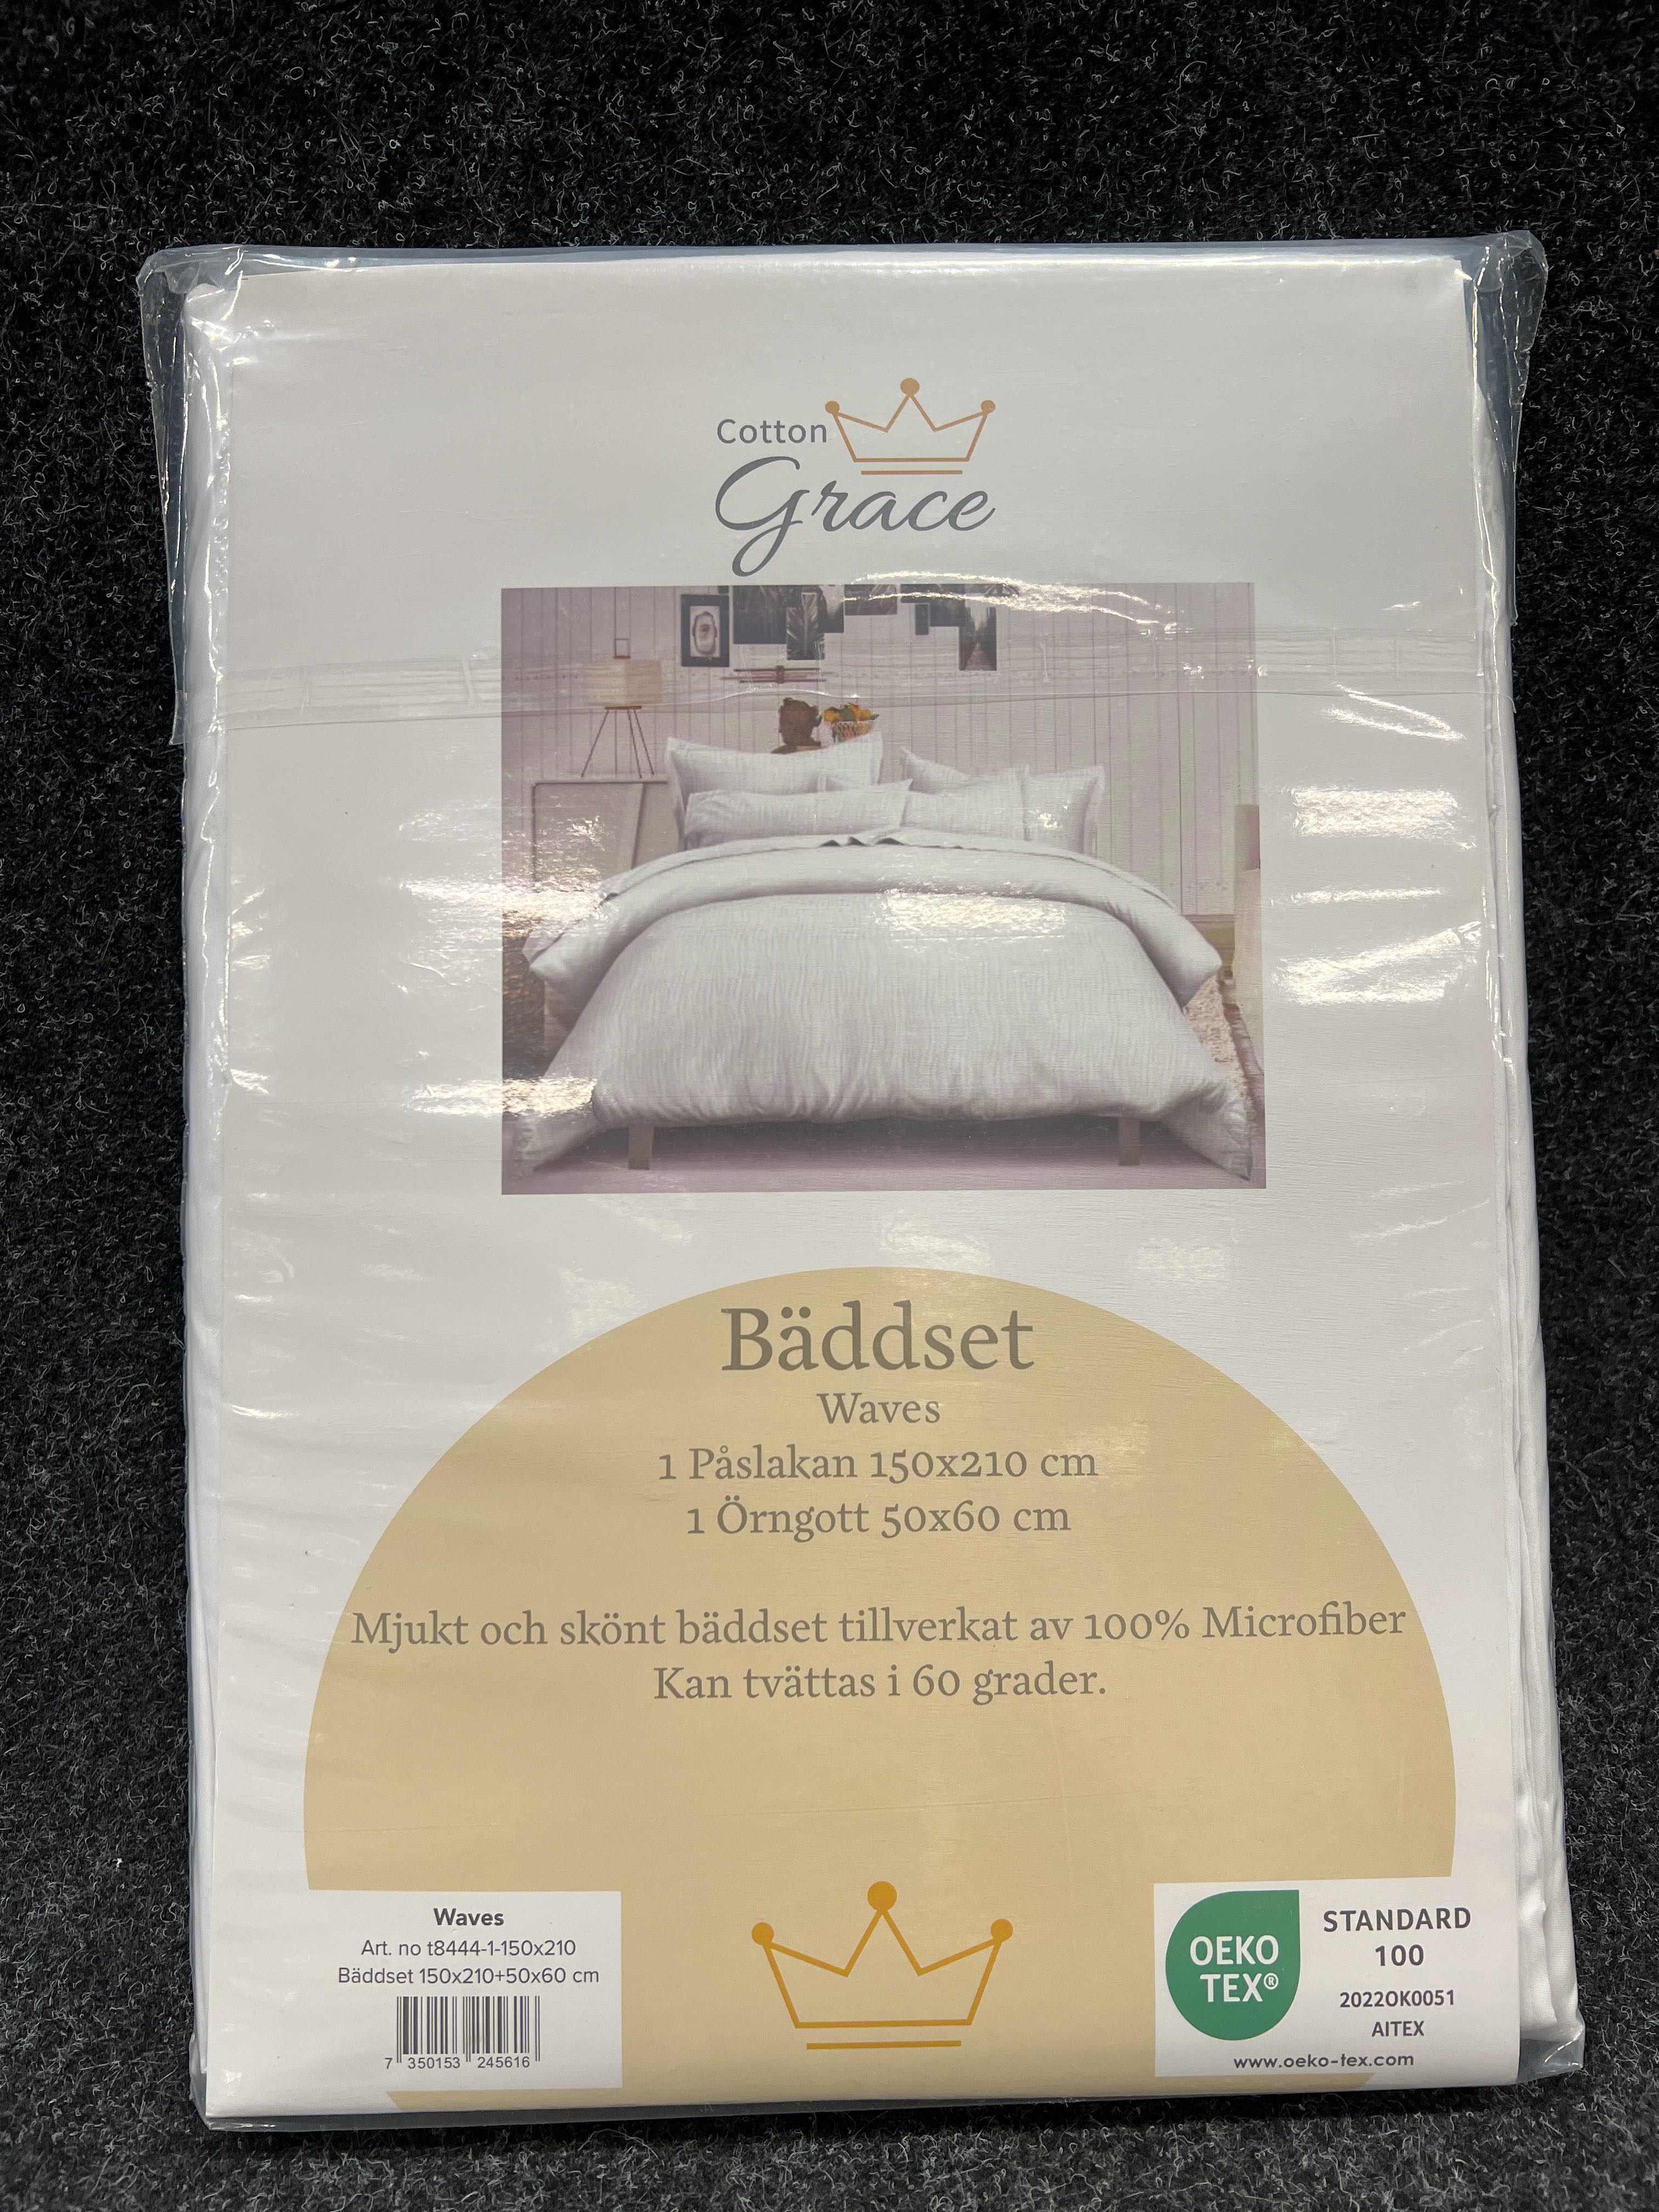 Cotton
Grace
Bäddset
Waves
1 Påslakan 150x210 cm
1 Örngott 50x60 cm
Mjukt och skönt bäddset tillverkat av 100% Microfiber
Kan tvättas i 60 grader.
Waves
Art. no t8444-1-150x210
Bäddset 150x210+50x60 cm
7 350153 245616
OEKO
TEX®
STANDARD
100
2022OK0051
AITEX
www.oeko-tex.com